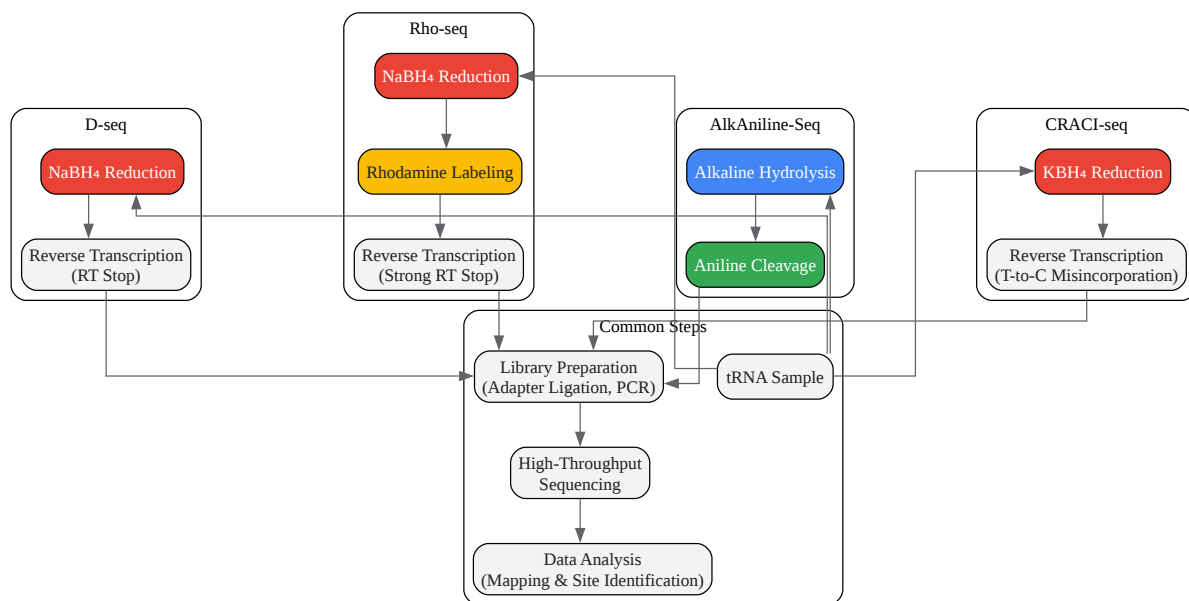 Rho-seq
NaBH₄ Reduction
Rhodamine Labeling
Reverse Transcription
(Strong RT Stop)
D-seq
NaBH₄ Reduction
Reverse Transcription
(RT Stop)
AlkAniline-Seq
Alkaline Hydrolysis
Aniline Cleavage
CRACI-seq
KBH₄ Reduction
Reverse Transcription
(T-to-C Misincorporation)
Common Steps
Library Preparation
(Adapter Ligation, PCR)
tRNA Sample
High-Throughput
Sequencing
Data Analysis
(Mapping & Site Identification)